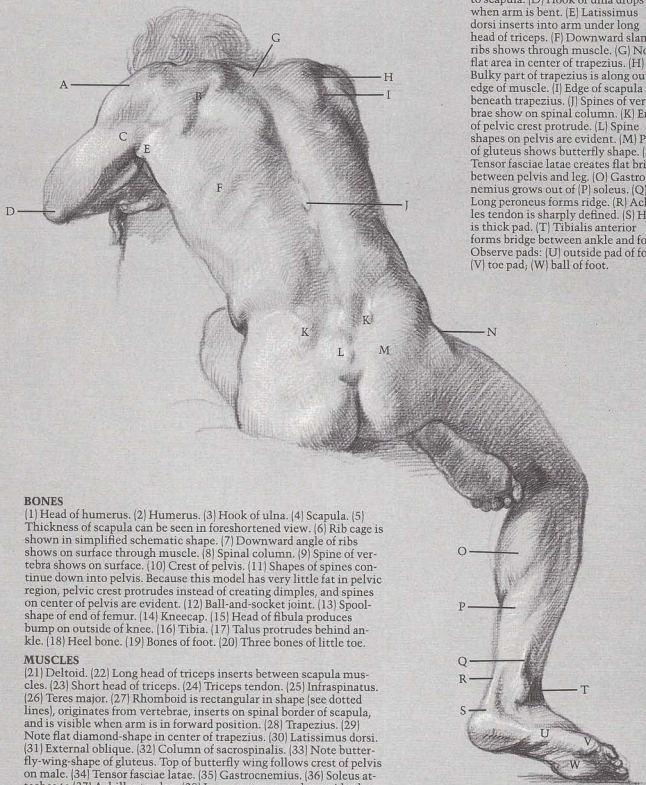 to scapula. (D) Hook of ulna drops
when arm is bent. (E) Latissimus
dorsi inserts into arm under long
head of triceps. (F) Downward slan
ribs shows through muscle. (G) No
flat area in center of trapezius. (H)
Bulky part of trapezius is along ou
edge of muscle. (I) Edge of scapula
beneath trapezius. (J) Spines of ver
brae show on spinal column. (K) E
of pelvic crest protrude. (L) Spine
shapes on pelvis are evident. (M) P
of gluteus shows butterfly shape. (
Tensor fasciae latae creates flat bri
between pelvis and leg. (O) Gastro
nemius grows out of (P) soleus. (Q)
Long peroneus forms ridge. (R) Ach
les tendon is sharply defined. (S) H
is thick pad. (T) Tibialis anterior
forms bridge between ankle and fo
Observe pads: (U) outside pad of fo
(V) toe pad; (W) ball of foot.
G
A
H
B
I
C
E
F
D
J
K
K
N
L
M
O
P
Q
R
T
S
U
V
W
BONES
(1) Head of humerus. (2) Humerus. (3) Hook of ulna. (4) Scapula. (5)
Thickness of scapula can be seen in foreshortened view. (6) Rib cage is
shown in simplified schematic shape. (7) Downward angle of ribs
shows on surface through muscle. (8) Spinal column. (9) Spine of ver-
tebra shows on surface. (10) Crest of pelvis. (11) Shapes of spines con-
tinue down into pelvis. Because this model has very little fat in pelvic
region, pelvic crest protrudes instead of creating dimples, and spines
on center of pelvis are evident. (12) Ball-and-socket joint. (13) Spool-
shape of end of femur. (14) Kneecap. (15) Head of fibula produces
bump on outside of knee. (16) Tibia. (17) Talus protrudes behind an-
kle. (18) Heel bone. (19) Bones of foot. (20) Three bones of little toe.
MUSCLES
(21) Deltoid. (22) Long head of triceps inserts between scapula mus-
cles. (23) Short head of triceps. (24) Triceps tendon. (25) Infraspinatus.
(26) Teres major. (27) Rhomboid is rectangular in shape (see dotted
lines), originates from vertebrae, inserts on spinal border of scapula,
and is visible when arm is in forward position. (28) Trapezius. (29)
Note flat diamond-shape in center of trapezius. (30) Latissimus dorsi.
(31) External oblique. (32) Column of sacrospinalis. (33) Note butter-
fly-wing-shape of gluteus. Top of butterfly wing follows crest of pelvis
on male. (34) Tensor fasciae latae. (35) Gastrocnemius. (36) Soleus at-